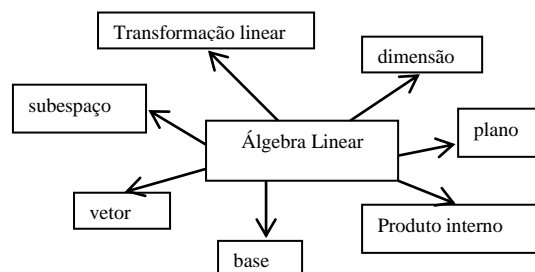 Transformação linear
dimensão
subespaço
Álgebra Linear
plano
vetor
Produto interno
base